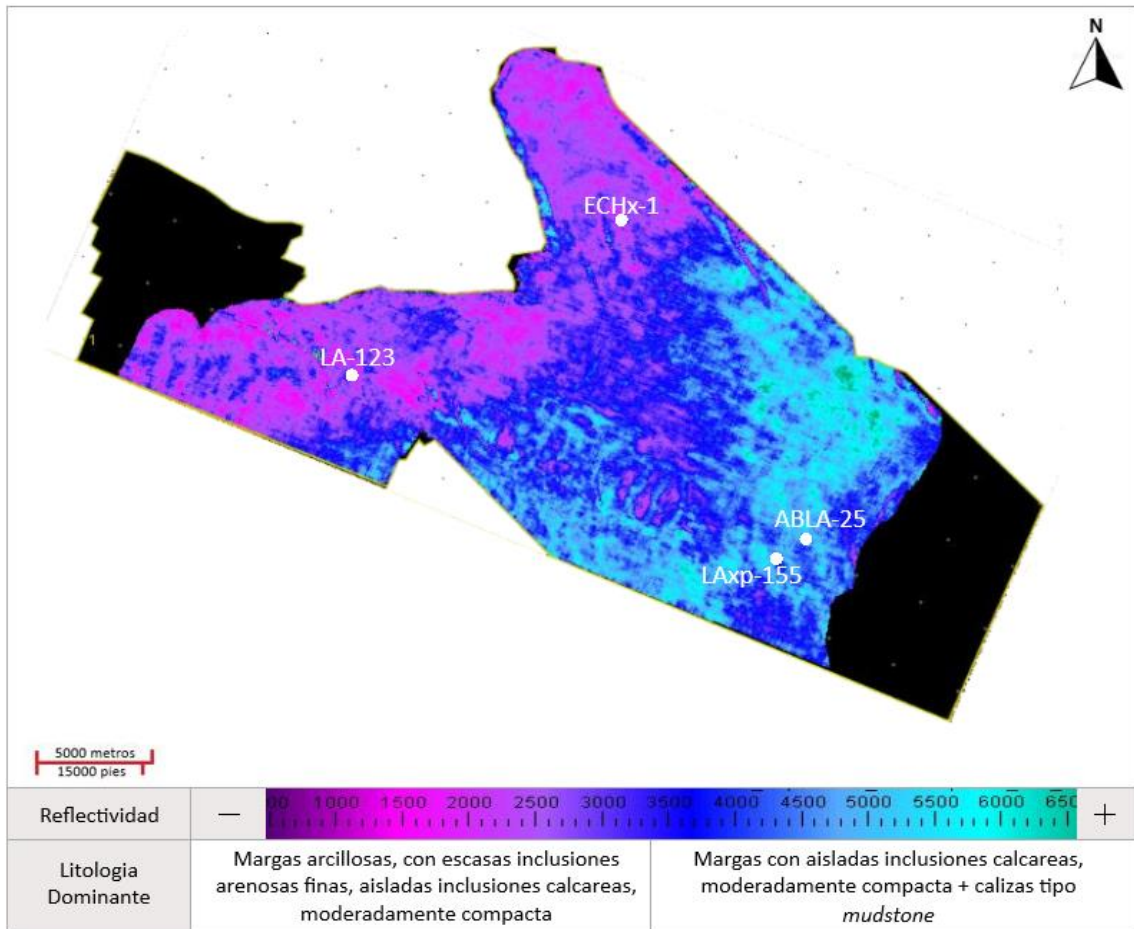 N
ECHx-1
LA-123
ABLA-25
LAxp-155
1
5000 metros
15000 pies
Reflectividad
—
00 1000 1500 2000 2500 3000 3500 4000 4500 5000 5500 6000 650
+
Litologia
Dominante
Margas arcillosas, con escasas inclusiones
arenosas finas, aisladas inclusiones calcareas,
moderadamente compacta
Margas con aisladas inclusiones calcareas,
moderadamente compacta + calizas tipo
mudstone